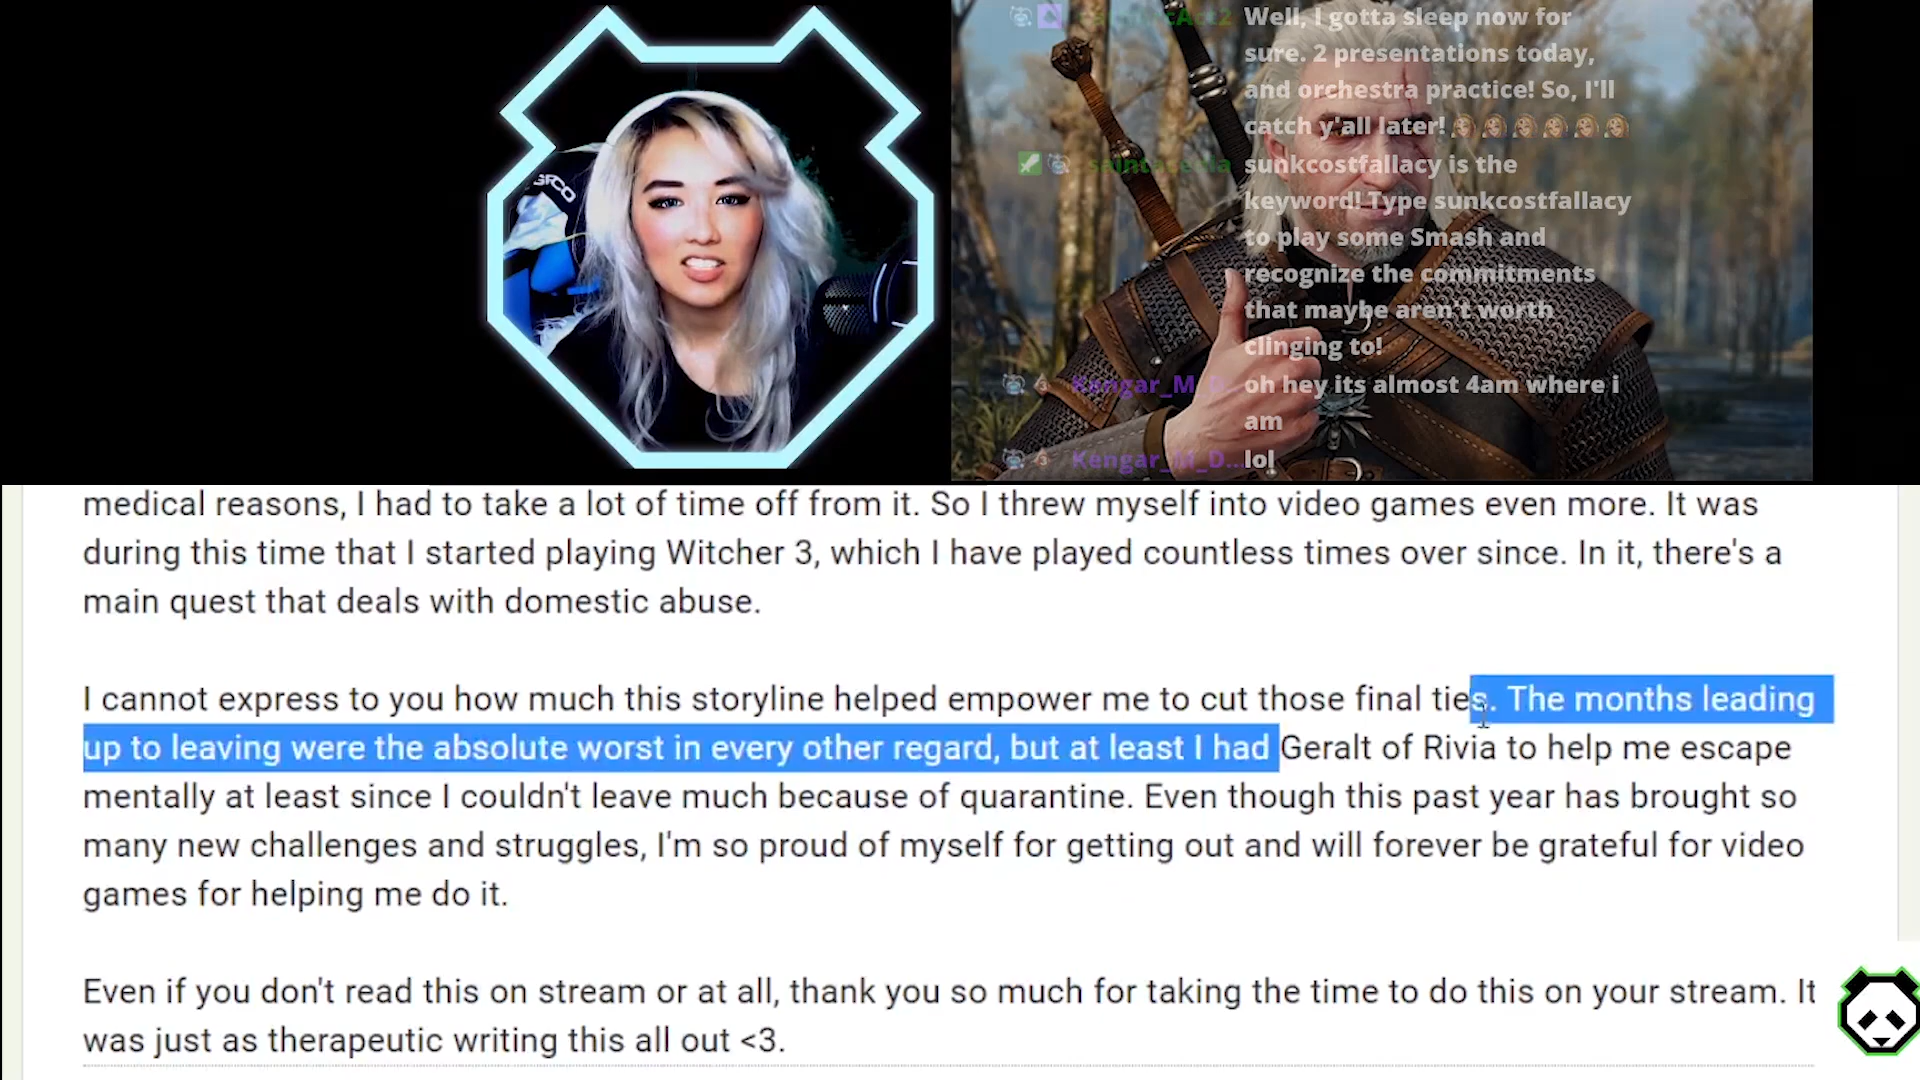 Well, I gotta sleep now for
sure. 2 presentations today,
and orchestra practice! So, I'll
catch y'all later!
sunkcostfallacy is the
keyword! Type sunkcostfallacy
to play some Smash and
recognize the commitments
that maybe aren't worth
clinging to!
Kengar_M_D... oh hey its almost 4am where i
am
Kengar_M_D... lol
medical reasons, I had to take a lot of time off from it. So I threw myself into video games even more. It was
during this time that I started playing Witcher 3, which I have played countless times over since. In it, there's a
main quest that deals with domestic abuse.
I cannot express to you how much this storyline helped empower me to cut those final ties. The months leading
up to leaving were the absolute worst in every other regard, but at least I had Geralt of Rivia to help me escape
mentally at least since I couldn't leave much because of quarantine. Even though this past year has brought so
many new challenges and struggles, I'm so proud of myself for getting out and will forever be grateful for video
games for helping me do it.
Even if you don't read this on stream or at all, thank you so much for taking the time to do this on your stream. It
was just as therapeutic writing this all out <3.